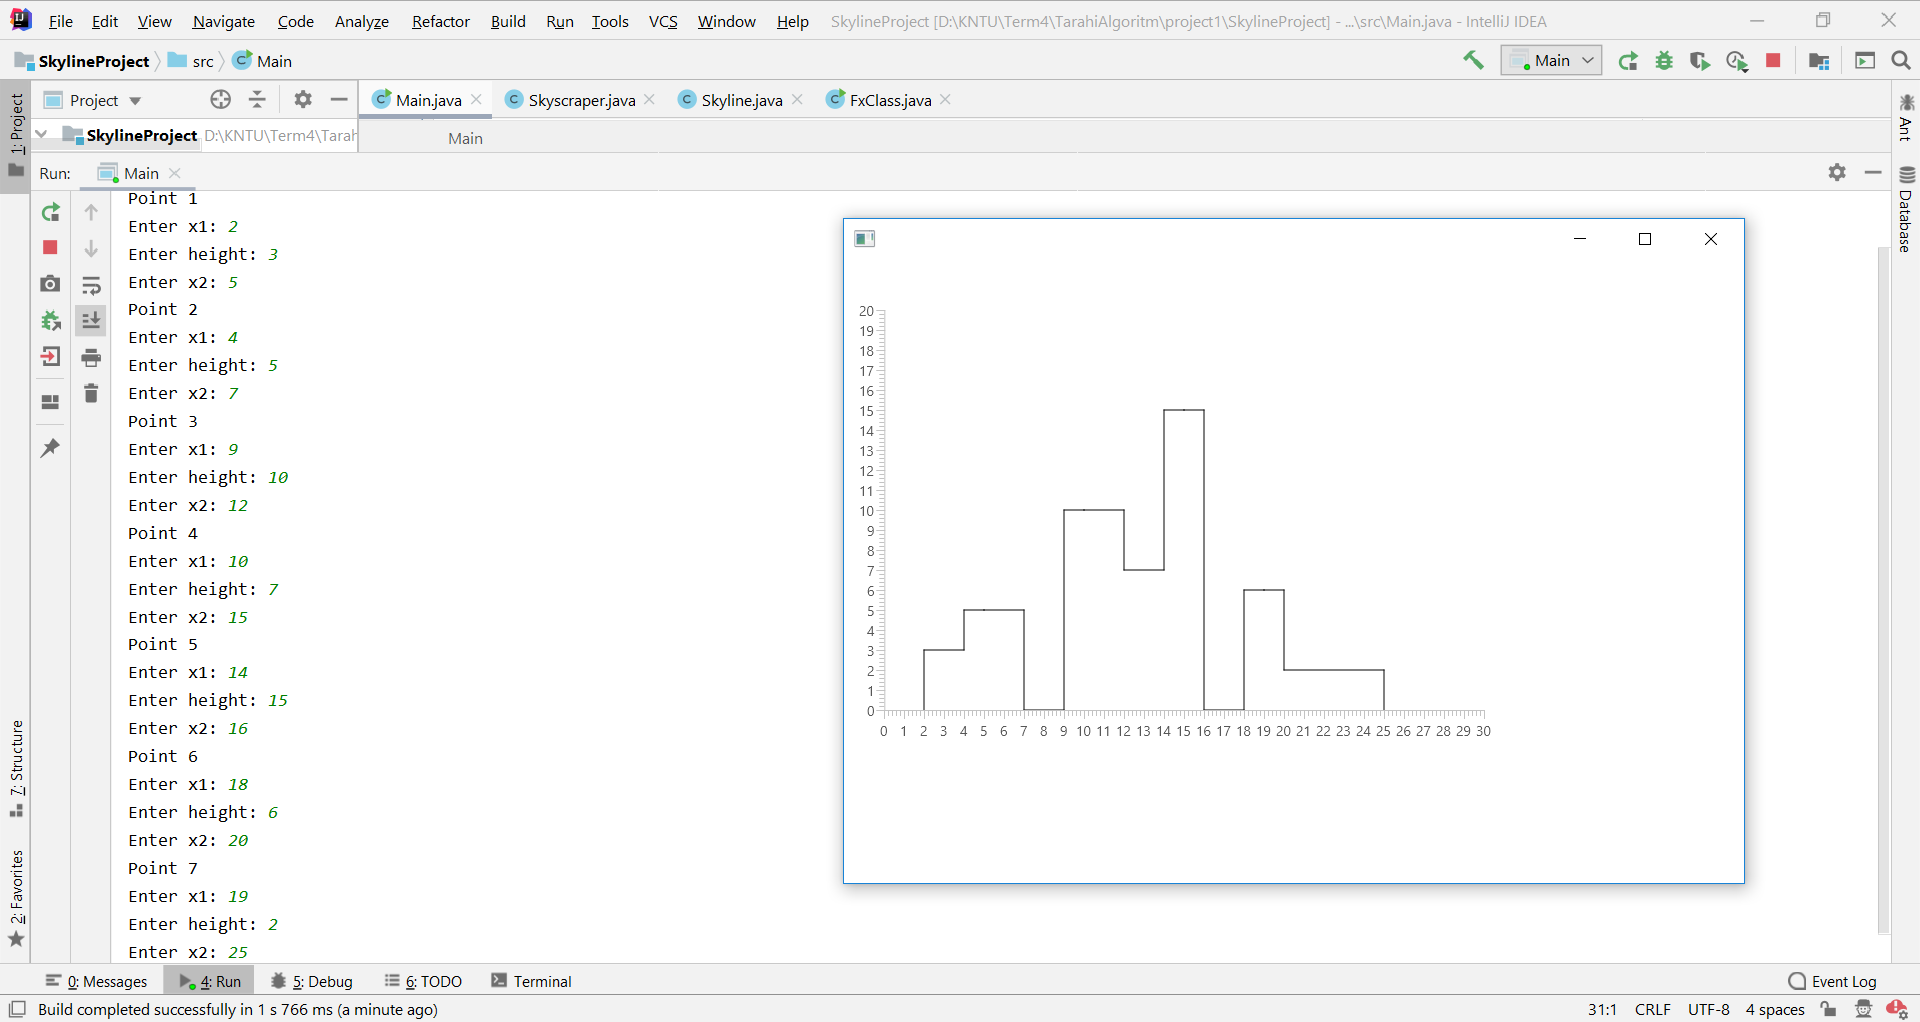 File Edit View Navigate Code Analyze Refactor Build Run Tools VCS Window Help SkylineProject [D:\KNTU\Term4\TarahiAlgoritm\project1\SkylineProject] - ...\src\Main.java - IntelliJ IDEA
SkylineProject src Main Main
1: Project
Project Main.java Skyscraper.java Skyline.java FxClass.java
SkylineProject D:\KNTU\Term4\Tarah Main
Ant
Database
Run: Main
Point 1
Enter x1: 2
Enter height: 3
Enter x2: 5
Point 2
Enter x1: 4
Enter height: 5
Enter x2: 7
Point 3
Enter x1: 9
Enter height: 10
Enter x2: 12
Point 4
Enter x1: 10
Enter height: 7
Enter x2: 15
Point 5
Enter x1: 14
Enter height: 15
Enter x2: 16
Point 6
Enter x1: 18
Enter height: 6
Enter x2: 20
Point 7
Enter x1: 19
Enter height: 2
Enter x2: 25
20
19
18
17
16
15
14
13
12
11
10
9
8
7
6
5
4
3
2
1
0
0 1 2 3 4 5 6 7 8 9 10 11 12 13 14 15 16 17 18 19 20 21 22 23 24 25 26 27 28 29 30
7: Structure
2: Favorites
0: Messages 4: Run 5: Debug 6: TODO Terminal Event Log
Build completed successfully in 1 s 766 ms (a minute ago) 31:1 CRLF UTF-8 4 spaces